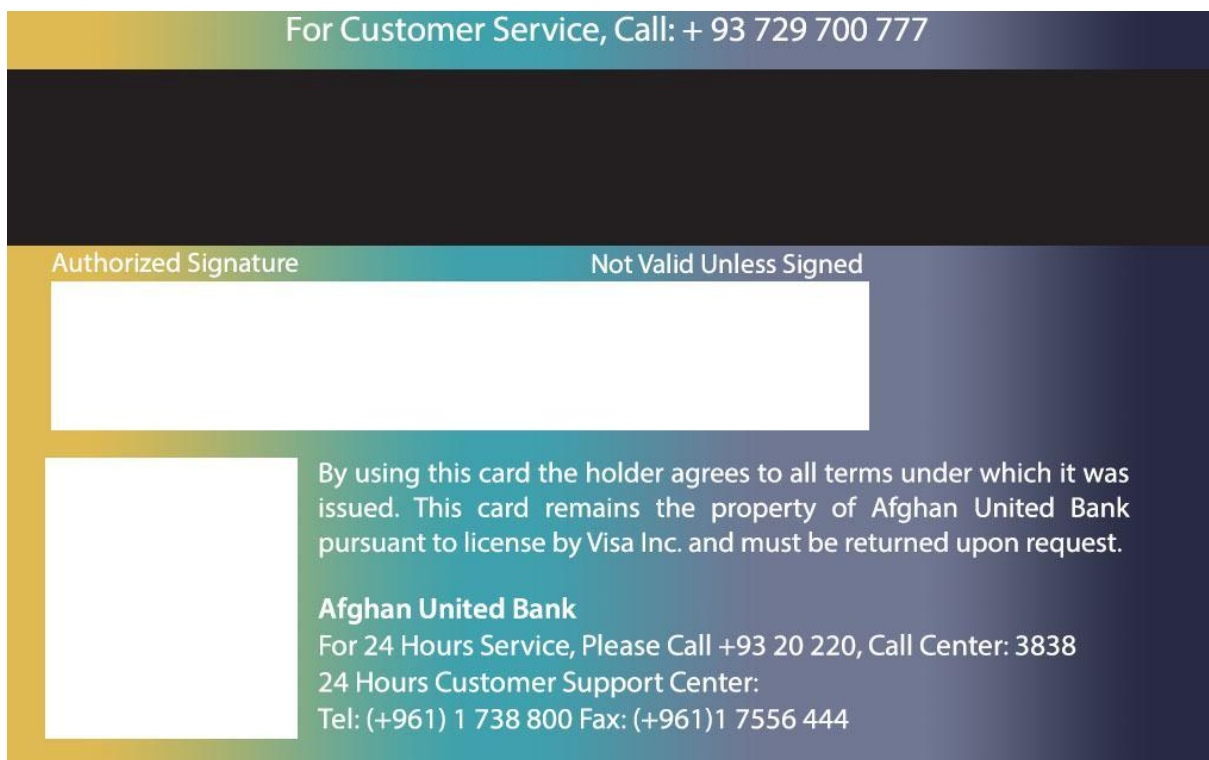 For Customer Service, Call: + 93 729 700 777
Authorized Signature Not Valid Unless Signed
By using this card the holder agrees to all terms under which it was
issued. This card remains the property of Afghan United Bank
pursuant to license by Visa Inc. and must be returned upon request.
Afghan United Bank
For 24 Hours Service, Please Call +93 20 220, Call Center: 3838
24 Hours Customer Support Center:
Tel: (+961) 1 738 800 Fax: (+961)1 7556 444